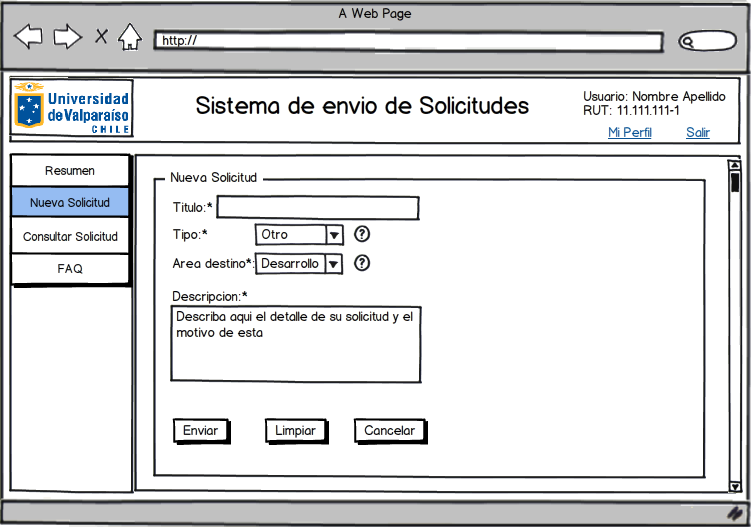 A Web Page
http://
Universidad
de Valparaíso
CHILE
Sistema de envio de Solicitudes
Usuario: Nombre Apellido
RUT: 11.111.111-1
Mi Perfil Salir
Resumen
Nueva Solicitud
Consultar Solicitud
FAQ
Nueva Solicitud
Titulo:*
Tipo:* Otro ?
Area destino*: Desarrollo ?
Descripcion:*
Describa aqui el detalle de su solicitud y el
motivo de esta
Enviar Limpiar Cancelar